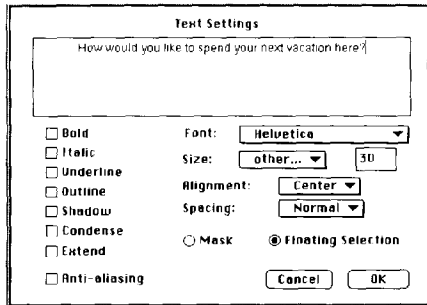 Text Settings
How would you like to spend your next vacation here?
Bold
Italic
Underline
Outline
Shadow
Condense
Extend
Anti-aliasing
Font: Helvetica
Size: other... 30
Alignment: Center
Spacing: Normal
Mask Floating Selection
Cancel OK